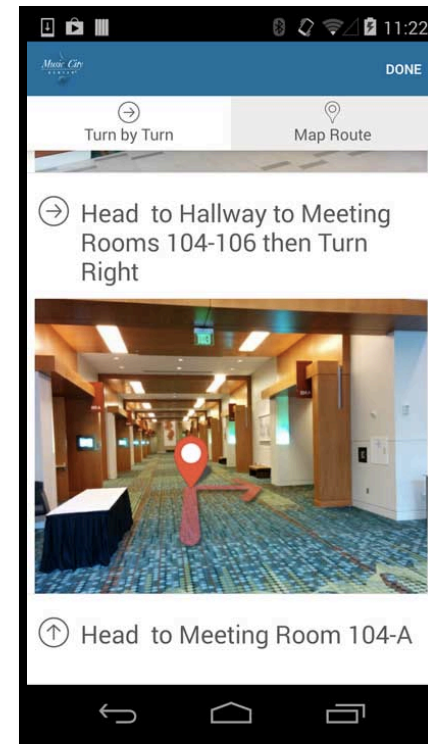 11:22
Music City
CENTER
DONE
Turn by Turn
Map Route
Head to Hallway to Meeting
Rooms 104-106 then Turn
Right
Head to Meeting Room 104-A